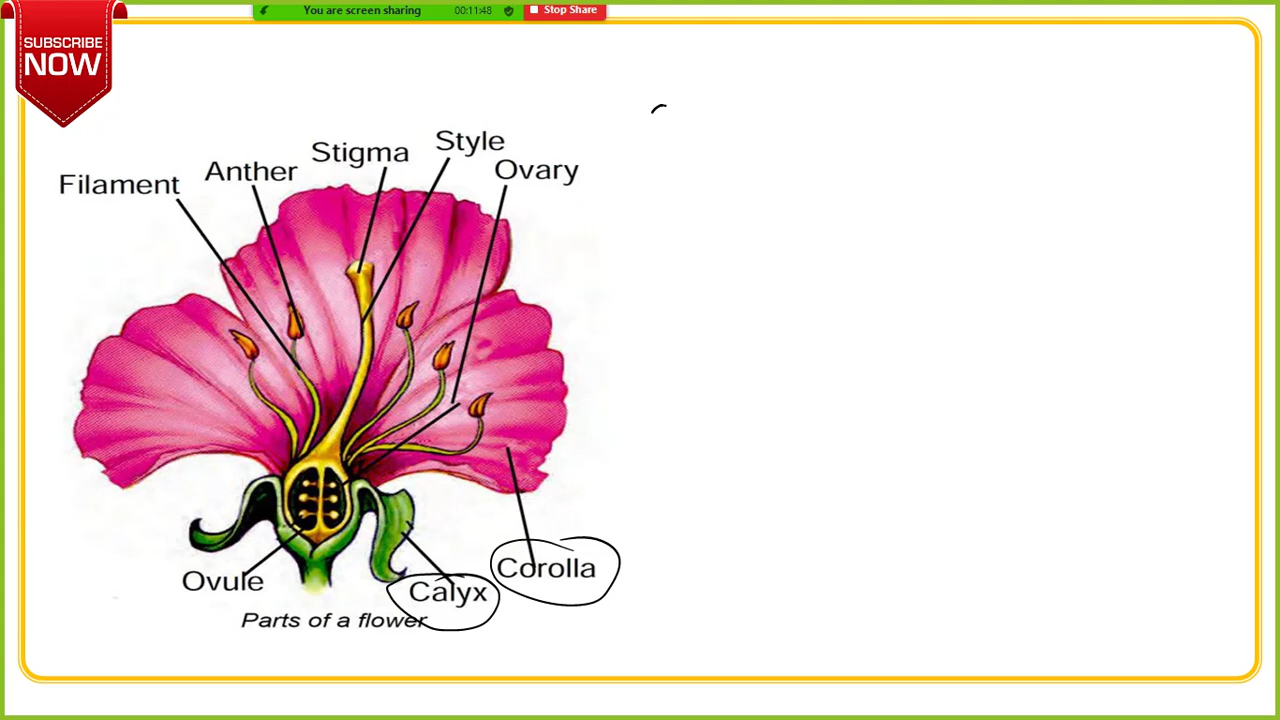 You are screen sharing 00:11:48 Stop Share
SUBSCRIBE
NOW
Style
Stigma
Ovary
Anther
Filament
Corolla
Ovule
Calyx
Parts of a flower